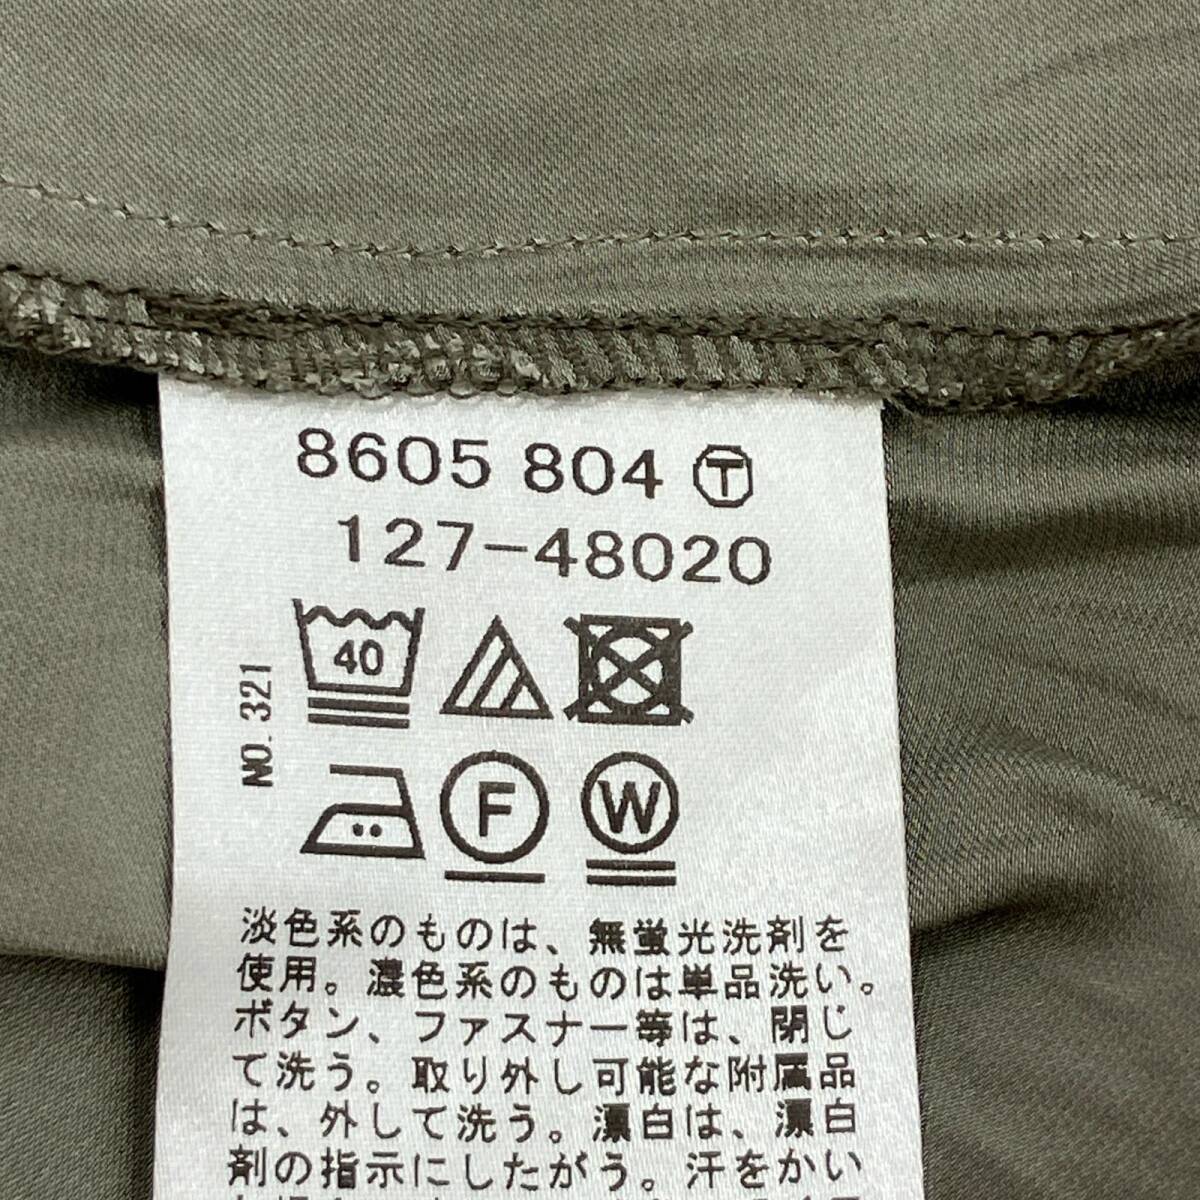 8605 804 Ⓣ
127-48020
NO.321
40
F
W
淡色系のものは、無蛍光洗剤を
使用。濃色系のものは単品洗い。
ボタン、ファスナー等は、閉じ
て洗う。取り外し可能な附属品
は、外して洗う。漂白は、漂白
剤の指示にしたがう。汗をかい